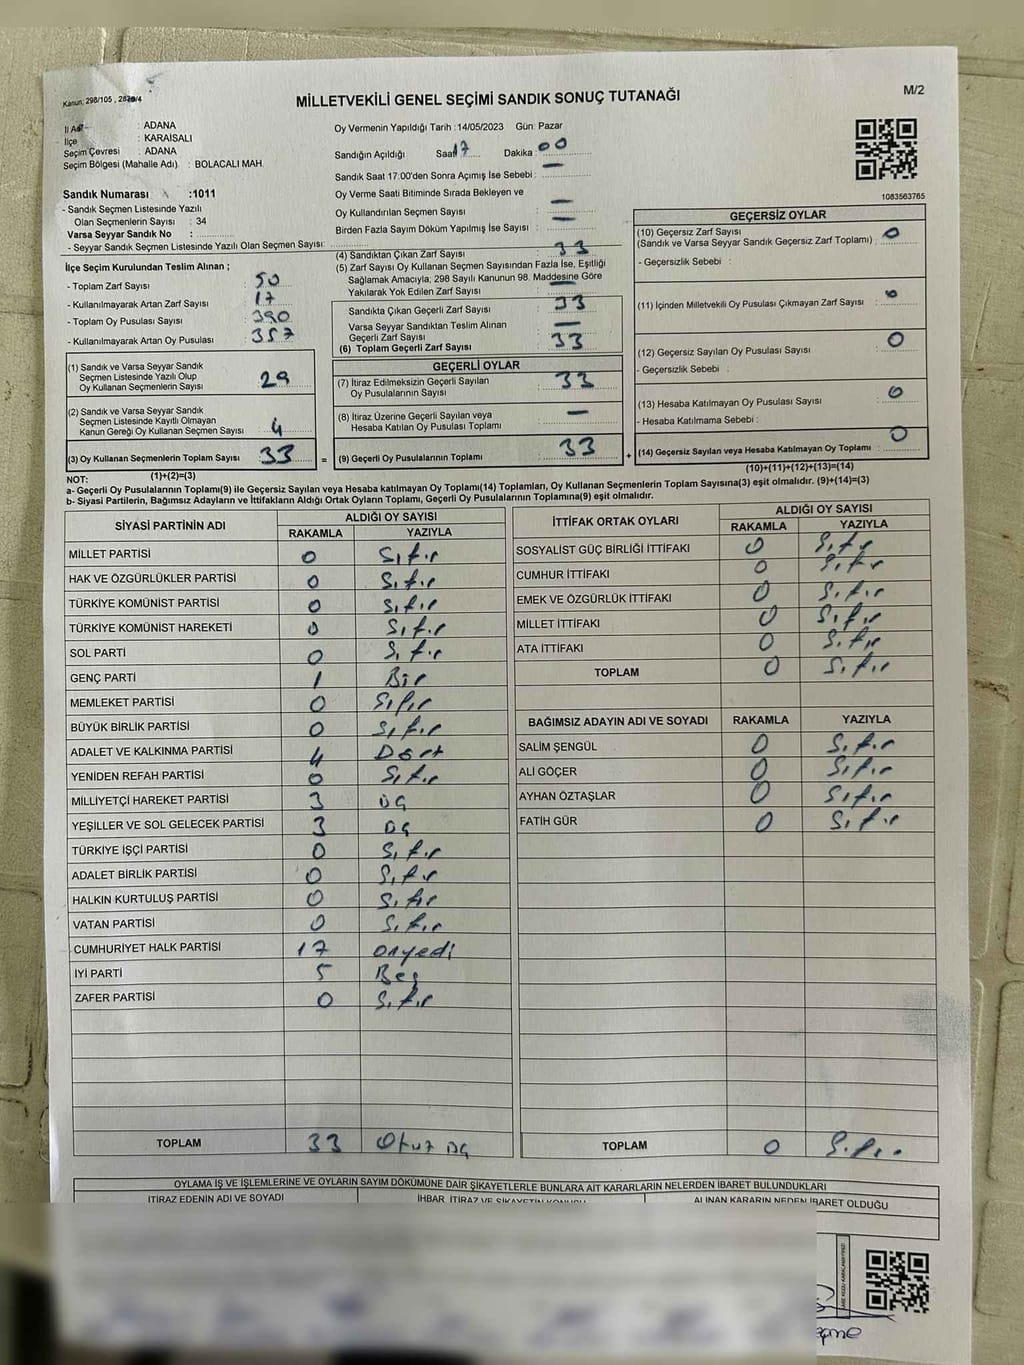 Kanun; 298/105 , 2839/4
MİLLETVEKİLİ GENEL SEÇİMİ SANDIK SONUÇ TUTANAĞI
M/2
İl Adı : ADANA
İlçe : KARAİSALI
Seçim Çevresi : ADANA
Seçim Bölgesi (Mahalle Adı) : BOLACALI MAH.
Sandık Numarası :1011
- Sandık Seçmen Listesinde Yazılı
Olan Seçmenlerin Sayısı : 34
Varsa Seyyar Sandık No :
- Seyyar Sandık Seçmen Listesinde Yazılı Olan Seçmen Sayısı:
Oy Vermenin Yapıldığı Tarih :14/05/2023 Gün: Pazar
Sandığın Açıldığı Saat 17 Dakika : 00
Sandık Saat 17:00'den Sonra Açımış İse Sebebi : —
Oy Verme Saati Bitiminde Sırada Bekleyen ve
Oy Kullandırılan Seçmen Sayısı : —
Birden Fazla Sayım Döküm Yapılmış İse Sayısı : —
1083563765
İlçe Seçim Kurulundan Teslim Alınan ;
- Toplam Zarf Sayısı : 50
- Kullanılmayarak Artan Zarf Sayısı : 17
- Toplam Oy Pusulası Sayısı : 390
- Kullanılmayarak Artan Oy Pusulası : 357
(4) Sandıktan Çıkan Zarf Sayısı : 33
(5) Zarf Sayısı Oy Kullanan Seçmen Sayısından Fazla İse, Eşitliği
Sağlamak Amacıyla; 298 Sayılı Kanunun 98. Maddesine Göre
Yakılarak Yok Edilen Zarf Sayısı : —
Sandıkta Çıkan Geçerli Zarf Sayısı : 33
Varsa Seyyar Sandıktan Teslim Alınan
Geçerli Zarf Sayısı : —
(6) Toplam Geçerli Zarf Sayısı : 33
GEÇERSİZ OYLAR
(10) Geçersiz Zarf Sayısı
(Sandık ve Varsa Seyyar Sandık Geçersiz Zarf Toplamı) : 0
- Geçersizlik Sebebi :
(11) İçinden Milletvekili Oy Pusulası Çıkmayan Zarf Sayısı : 0
(12) Geçersiz Sayılan Oy Pusulası Sayısı : 0
- Geçersizlik Sebebi :
(13) Hesaba Katılmayan Oy Pusulası Sayısı : 0
- Hesaba Katılmama Sebebi :
(14) Geçersiz Sayılan veya Hesaba Katılmayan Oy Toplamı : 0
(10)+(11)+(12)+(13)=(14)
(1) Sandık ve Varsa Seyyar Sandık
Seçmen Listesinde Yazılı Olup
Oy Kullanan Seçmenlerin Sayısı : 29
(2) Sandık ve Varsa Seyyar Sandık
Seçmen Listesinde Kayıtlı Olmayan
Kanun Gereği Oy Kullanan Seçmen Sayısı : 4
(3) Oy Kullanan Seçmenlerin Toplam Sayısı : 33
(1)+(2)=(3)
GEÇERLİ OYLAR
(7) İtiraz Edilmeksizin Geçerli Sayılan
Oy Pusulalarının Sayısı : 33
(8) İtiraz Üzerine Geçerli Sayılan veya
Hesaba Katılan Oy Pusulası Toplamı : —
= (9) Geçerli Oy Pusulalarının Toplamı : 33 +
NOT:
a- Geçerli Oy Pusulalarının Toplamı(9) ile Geçersiz Sayılan veya Hesaba katılmayan Oy Toplamı(14) Toplamları, Oy Kullanan Seçmenlerin Toplam Sayısına(3) eşit olmalıdır. (9)+(14)=(3)
b- Siyasi Partilerin, Bağımsız Adayların ve İttifakların Aldığı Ortak Oyların Toplamı, Geçerli Oy Pusulalarının Toplamına(9) eşit olmalıdır.
SİYASİ PARTİNİN ADI ALDIĞI OY SAYISI
RAKAMLA YAZIYLA
MİLLET PARTİSİ 0 Sıfır
HAK VE ÖZGÜRLÜKLER PARTİSİ 0 Sıfır
TÜRKİYE KOMÜNİST PARTİSİ 0 Sıfır
TÜRKİYE KOMÜNİST HAREKETİ 0 Sıfır
SOL PARTİ 0 Sıfır
GENÇ PARTİ 1 Bir
MEMLEKET PARTİSİ 0 Sıfır
BÜYÜK BİRLİK PARTİSİ 0 Sıfır
ADALET VE KALKINMA PARTİSİ 4 Dört
YENİDEN REFAH PARTİSİ 0 Sıfır
MİLLİYETÇİ HAREKET PARTİSİ 3 Üç
YEŞİLLER VE SOL GELECEK PARTİSİ 3 Üç
TÜRKİYE İŞÇİ PARTİSİ 0 Sıfır
ADALET BİRLİK PARTİSİ 0 Sıfır
HALKIN KURTULUŞ PARTİSİ 0 Sıfır
VATAN PARTİSİ 0 Sıfır
CUMHURİYET HALK PARTİSİ 17 Onyedi
İYİ PARTİ 5 Beş
ZAFER PARTİSİ 0 Sıfır
TOPLAM 33 Otuz üç
İTTİFAK ORTAK OYLARI ALDIĞI OY SAYISI
RAKAMLA YAZIYLA
SOSYALİST GÜÇ BİRLİĞİ İTTİFAKI 0 Sıfır
CUMHUR İTTİFAKI 0 Sıfır
EMEK VE ÖZGÜRLÜK İTTİFAKI 0 Sıfır
MİLLET İTTİFAKI 0 Sıfır
ATA İTTİFAKI 0 Sıfır
TOPLAM 0 Sıfır
BAĞIMSIZ ADAYIN ADI VE SOYADI RAKAMLA YAZIYLA
SALİM ŞENGÜL 0 Sıfır
ALİ GÖÇER 0 Sıfır
AYHAN ÖZTAŞLAR 0 Sıfır
FATİH GÜR 0 Sıfır
TOPLAM 0 Sıfır
OYLAMA İŞ VE İŞLEMLERİNE VE OYLARIN SAYIM DÖKÜMÜNE DAİR ŞİKAYETLERLE BUNLARA AİT KARARLARIN NELERDEN İBARET BULUNDUKLARI
İTİRAZ EDENİN ADI VE SOYADI İHBAR, İTİRAZ VE ŞİKAYETİN KONUSU ALINAN KARARIN NEDEN İBARET OLDUĞU